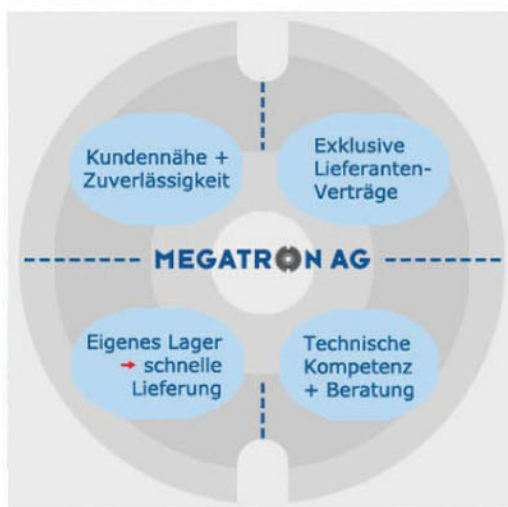 Kundennähe +
Zuverlässigkeit
Exklusive
Lieferanten-
Verträge
MEGATRON AG
Eigenes Lager
→ schnelle
Lieferung
Technische
Kompetenz
+ Beratung